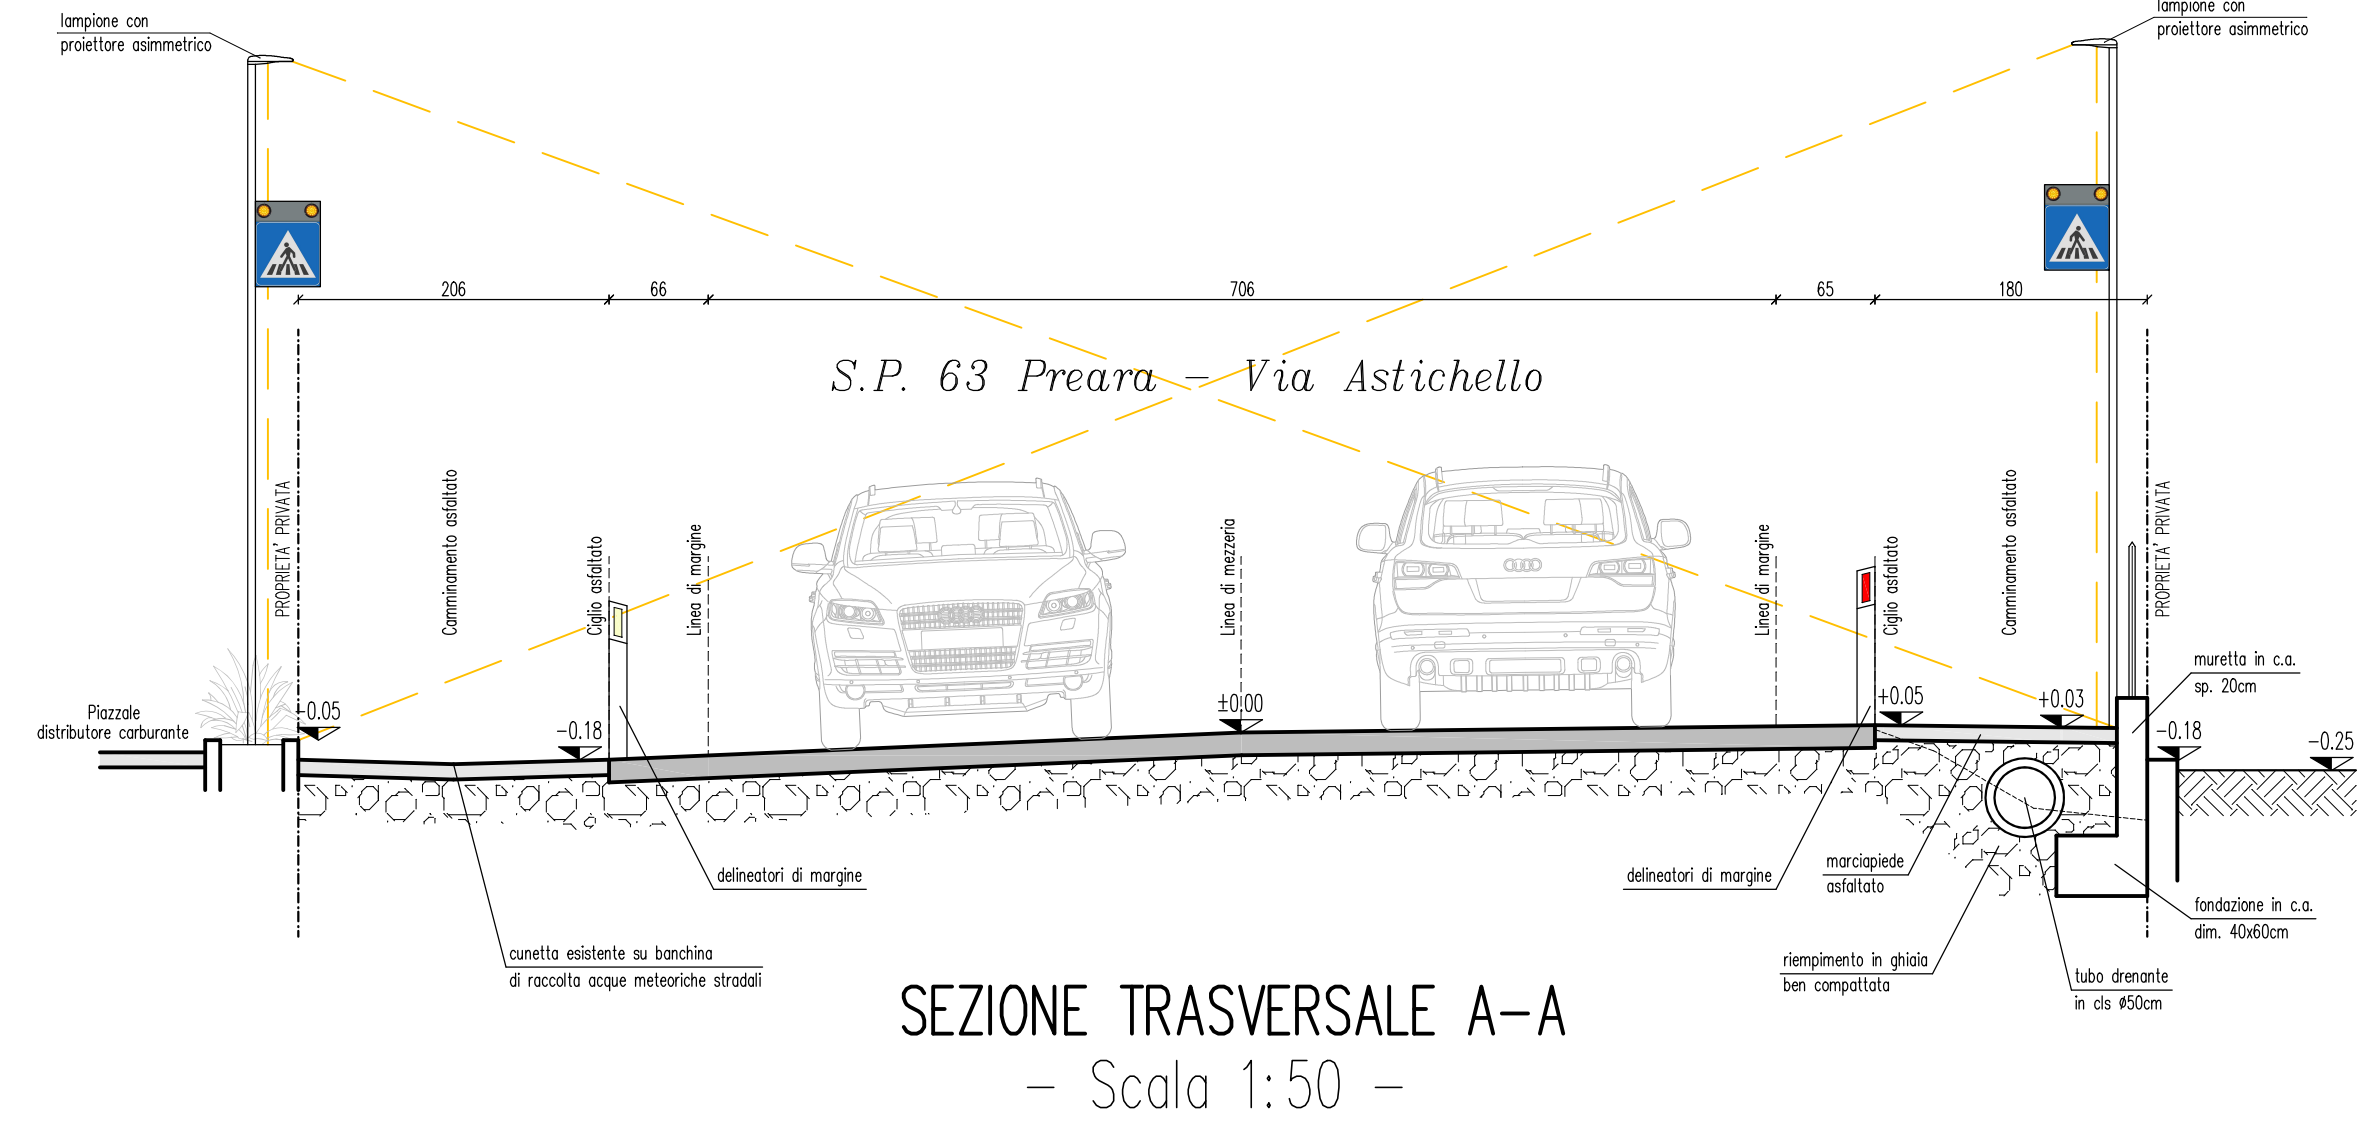 lampione con
proiettore asimmetrico
lampione con
proiettore asimmetrico
206
66
706
65
180
S.P. 63 Preara – Via Astichello
PROPRIETA' PRIVATA
Camminamento asfaltato
Ciglio asfaltato
Linea di margine
Linea di mezzeria
Linea di margine
Ciglio asfaltato
Camminamento asfaltato
PROPRIETA' PRIVATA
muretta in c.a.
sp. 20cm
Piazzale
distributore carburante
-0.05
-0.18
±0.00
+0.05
+0.03
-0.18
-0.25
delineatori di margine
delineatori di margine
marciapiede
asfaltato
fondazione in c.a.
dim. 40x60cm
cunetta esistente su banchina
di raccolta acque meteoriche stradali
riempimento in ghiaia
ben compattata
tubo drenante
in cls Ø50cm
SEZIONE TRASVERSALE A-A
- Scala 1:50 -